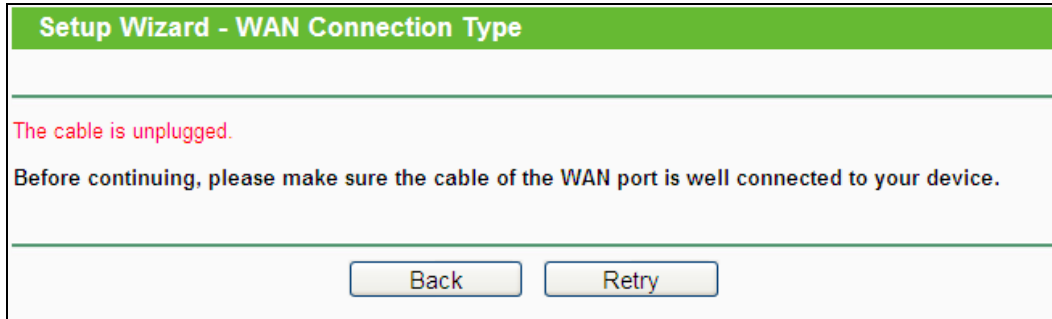 Setup Wizard - WAN Connection Type
The cable is unplugged.
Before continuing, please make sure the cable of the WAN port is well connected to your device.
Back Retry